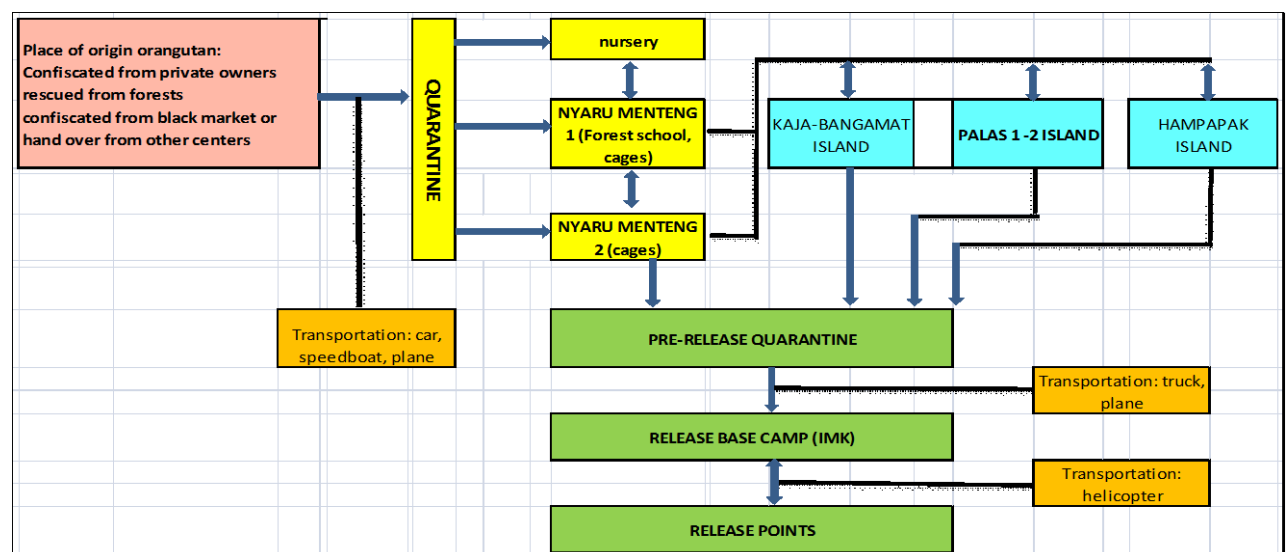 Place of origin orangutan:
Confiscated from private owners
rescued from forests
confiscated from black market or
hand over from other centers
QUARANTINE
nursery
NYARU MENTENG
1 (Forest school,
cages)
NYARU MENTENG
2 (cages)
KAJA-BANGAMAT
ISLAND
PALAS 1 -2 ISLAND
HAMPAPAK
ISLAND
Transportation: car,
speedboat, plane
PRE-RELEASE QUARANTINE
Transportation: truck,
plane
RELEASE BASE CAMP (IMK)
Transportation:
helicopter
RELEASE POINTS